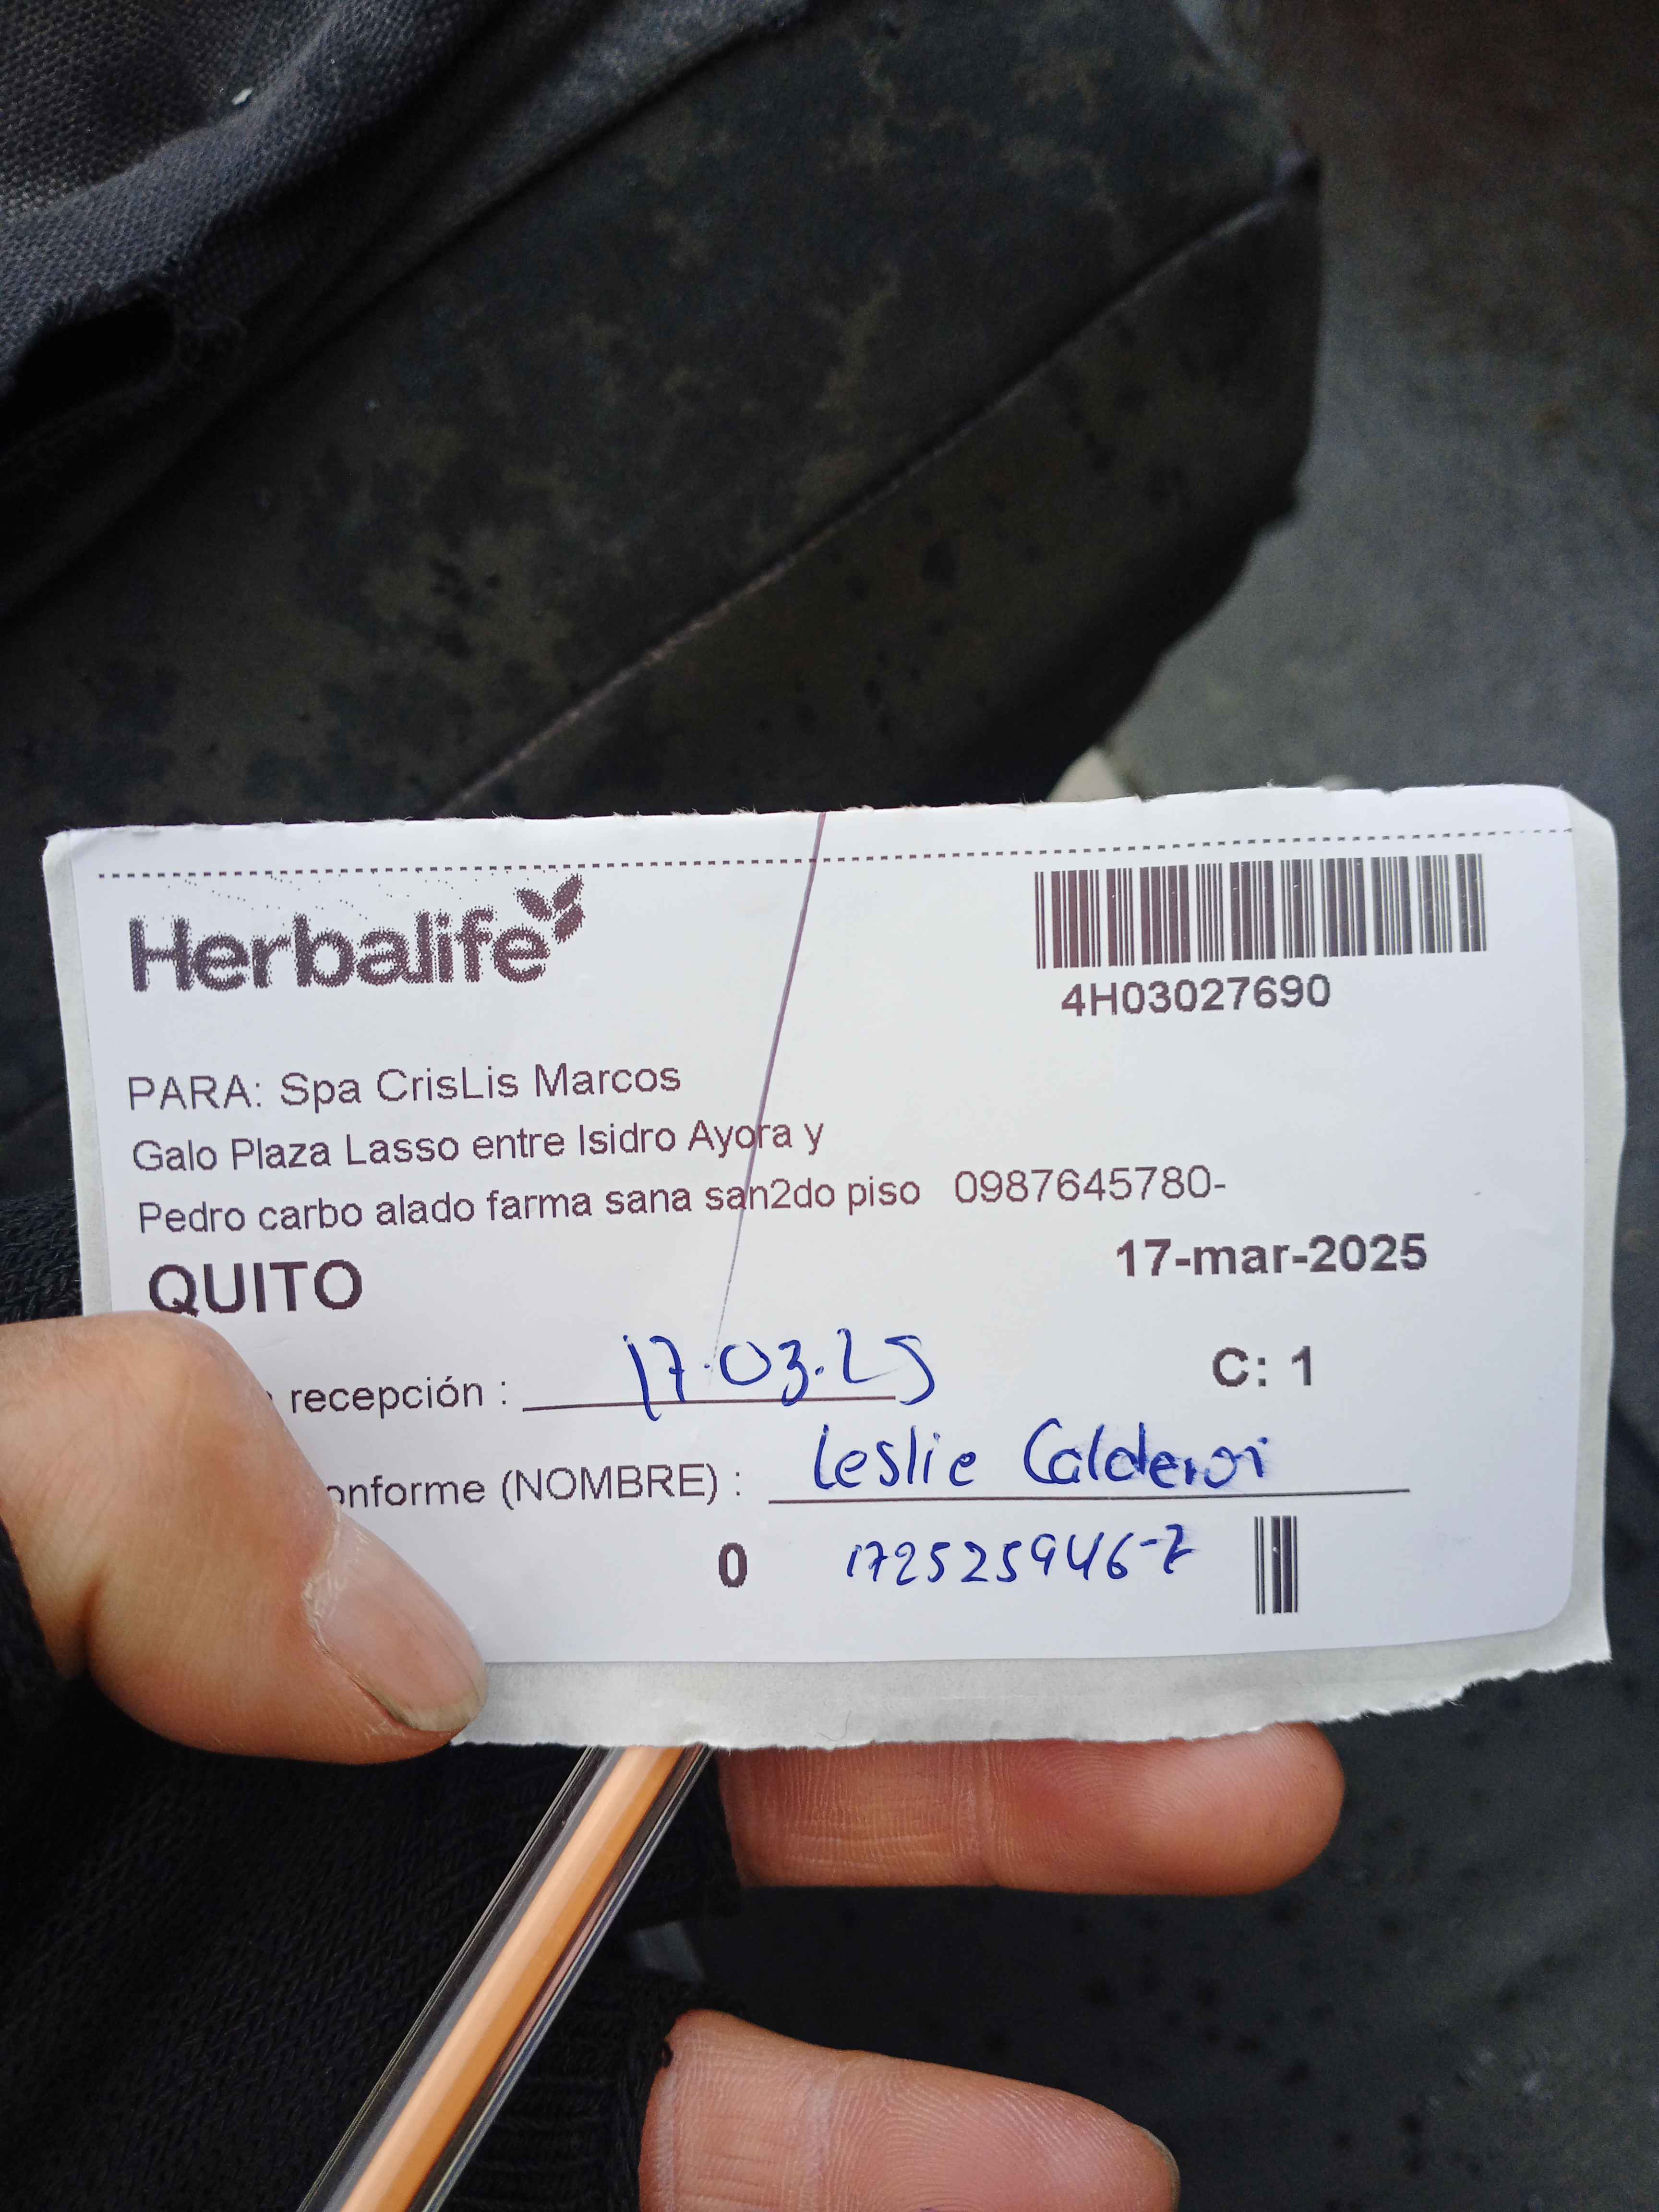 Herbalife
4H03027690
PARA: Spa CrisLis Marcos
Galo Plaza Lasso entre Isidro Ayora y
Pedro carbo alado farma sana san2do piso 0987645780-
QUITO
17-mar-2025
recepción : 17.03.25
C: 1
onforme (NOMBRE) : Leslie
0 172525946-7